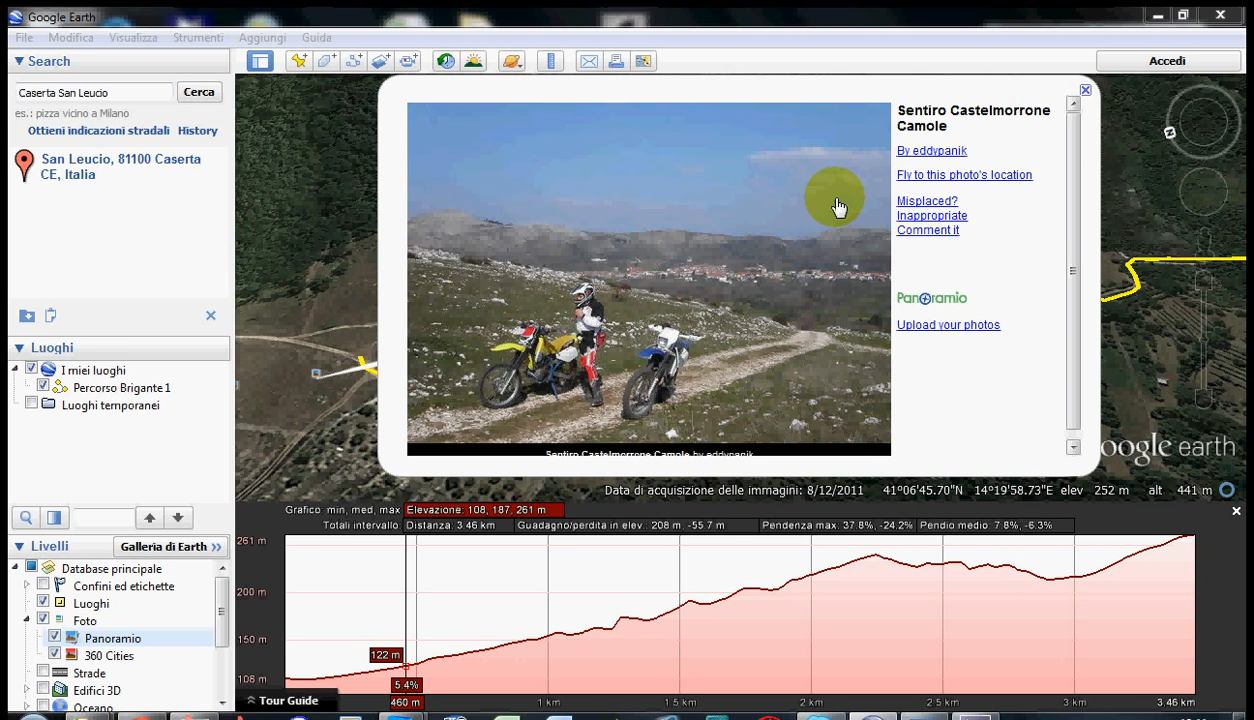 Google Earth
File Modifica Visualizza Strumenti Aggiungi Guida
Search
Caserta San Leucio
Cerca
es.: pizza vicino a Milano
Ottieni indicazioni stradali History
San Leucio, 81100 Caserta
CE, Italia
Luoghi
I miei luoghi
Percorso Brigante 1
Luoghi temporanei
Livelli
Galleria di Earth >>
Database principale
Confini ed etichette
Luoghi
Foto
Panoramio
360 Cities
Strade
Edifici 3D
Oceano
Accedi
Sentiro Castelmorrone
Camole
By eddypanik
Fly to this photo's location
Misplaced?
Inappropriate
Comment it
Panoramio
Upload your photos
Sentiro Castelmorrone Camole by eddypanik
Google earth
Data di acquisizione delle immagini: 8/12/2011 41°06'45.70"N 14°19'58.73"E elev 252 m alt 441 m
Grafico min, med, max Elevazione: 108, 187, 261 m
Totali intervallo: Distanza: 3.46 km Guadagno/perdita in elev.: 208 m, -55.7 m Pendenza max: 37.8%, -24.2% Pendio medio: 7.8%, -6.3%
261 m
200 m
150 m
108 m
122 m
5.4%
460 m
1 km
1.5 km
2 km
2.5 km
3 km
3.46 km
Tour Guide